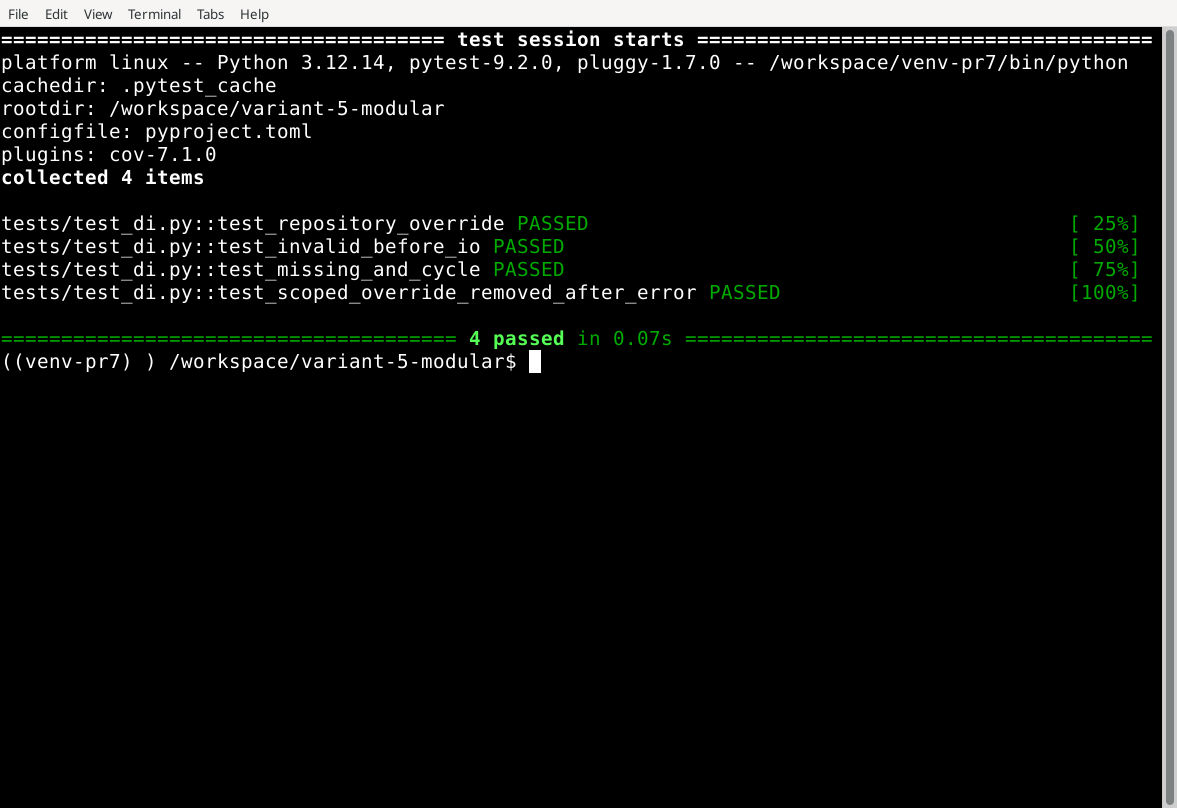 File Edit View Terminal Tabs Help
===================================== test session starts ======================================
platform linux -- Python 3.12.14, pytest-9.2.0, pluggy-1.7.0 -- /workspace/venv-pr7/bin/python
cachedir: .pytest_cache
rootdir: /workspace/variant-5-modular
configfile: pyproject.toml
plugins: cov-7.1.0
collected 4 items
tests/test_di.py::test_repository_override PASSED [ 25%]
tests/test_di.py::test_invalid_before_io PASSED [ 50%]
tests/test_di.py::test_missing_and_cycle PASSED [ 75%]
tests/test_di.py::test_scoped_override_removed_after_error PASSED [100%]
====================================== 4 passed in 0.07s =======================================
((venv-pr7) ) /workspace/variant-5-modular$